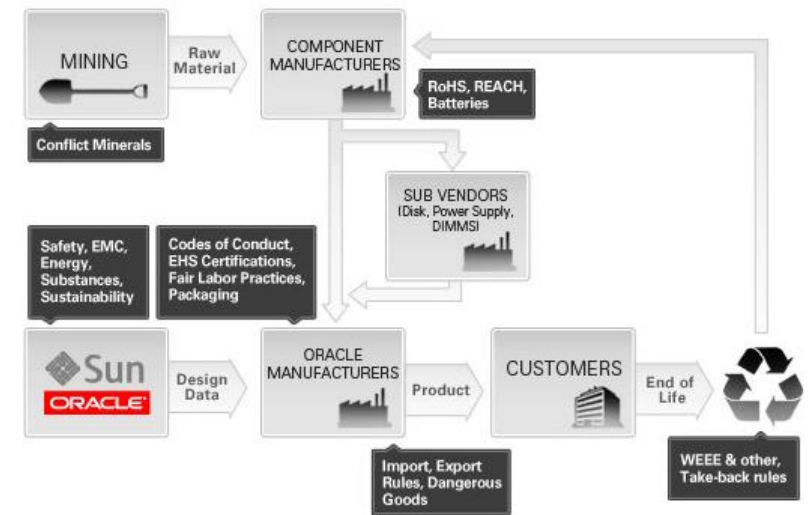 MINING
Raw
Material
COMPONENT
MANUFACTURERS
RoHS, REACH,
Batteries
Conflict Minerals
SUB VENDORS
(Disk, Power Supply,
DIMMS)
Safety, EMC,
Energy,
Substances,
Sustainability
Codes of Conduct,
EHS Certifications,
Fair Labor Practices,
Packaging
Sun
ORACLE
Design
Data
ORACLE
MANUFACTURERS
Product
CUSTOMERS
End of
Life
Import, Export
Rules, Dangerous
Goods
WEEE & other,
Take-back rules